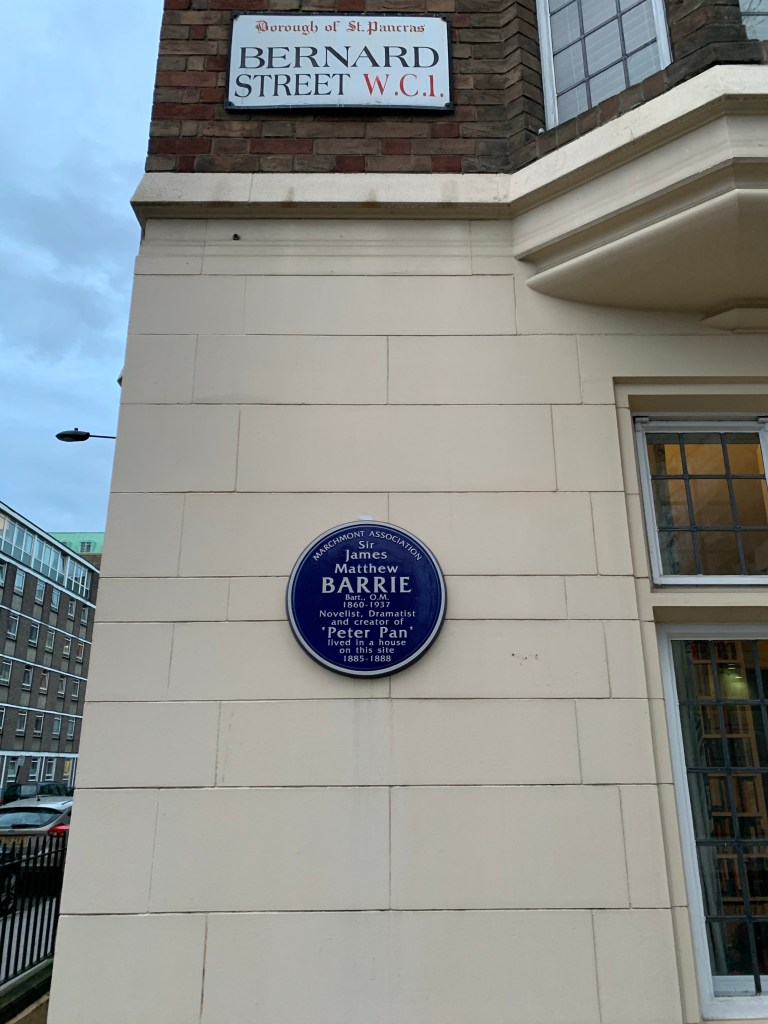 Borough of St. Pancras
BERNARD
STREET W.C.1.
MARCHMONT ASSOCIATION
Sir
James
Matthew
BARRIE
Bart., O.M.
1860-1937
Novelist, Dramatist
and creator of
'Peter Pan'
lived in a house
on this site
1885-1888